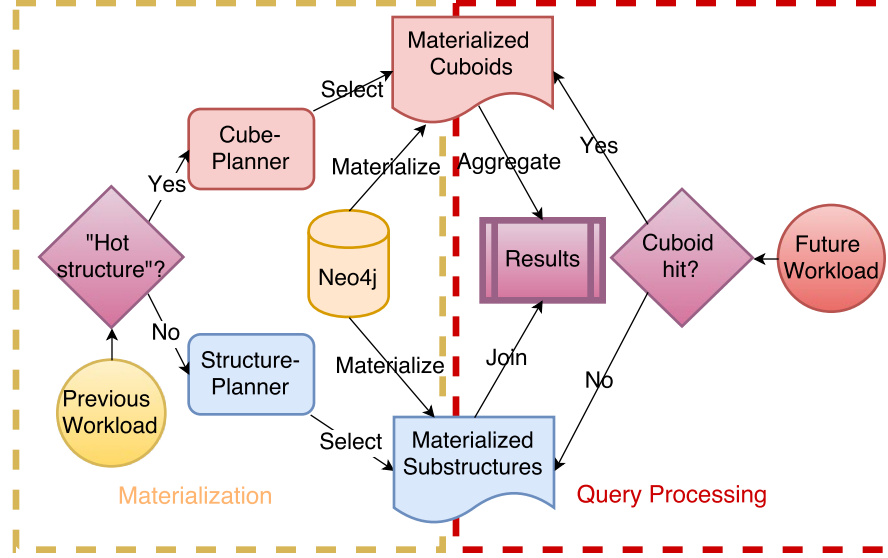 Materialized
Cuboids
Select
Cube-
Planner
Materialize
Aggregate
Yes
Yes
"Hot
structure"?
Neo4j
Results
Cuboid
hit?
Future
Workload
No
Structure-
Planner
Materialize
Join
No
Previous
Workload
Select
Materialized
Substructures
Materialization
Query Processing